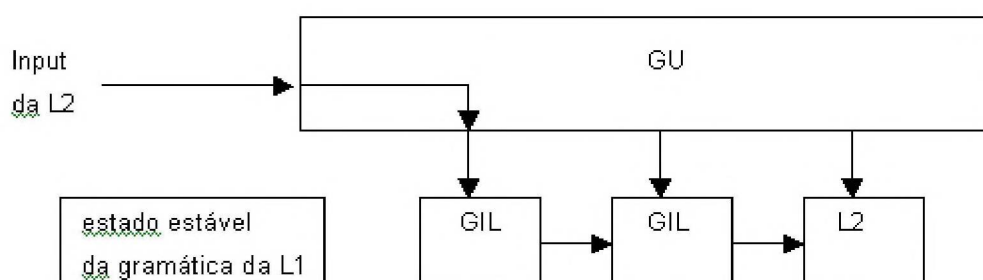 Input
da L2
GU
estado estável
da gramática da L1
GIL
GIL
L2